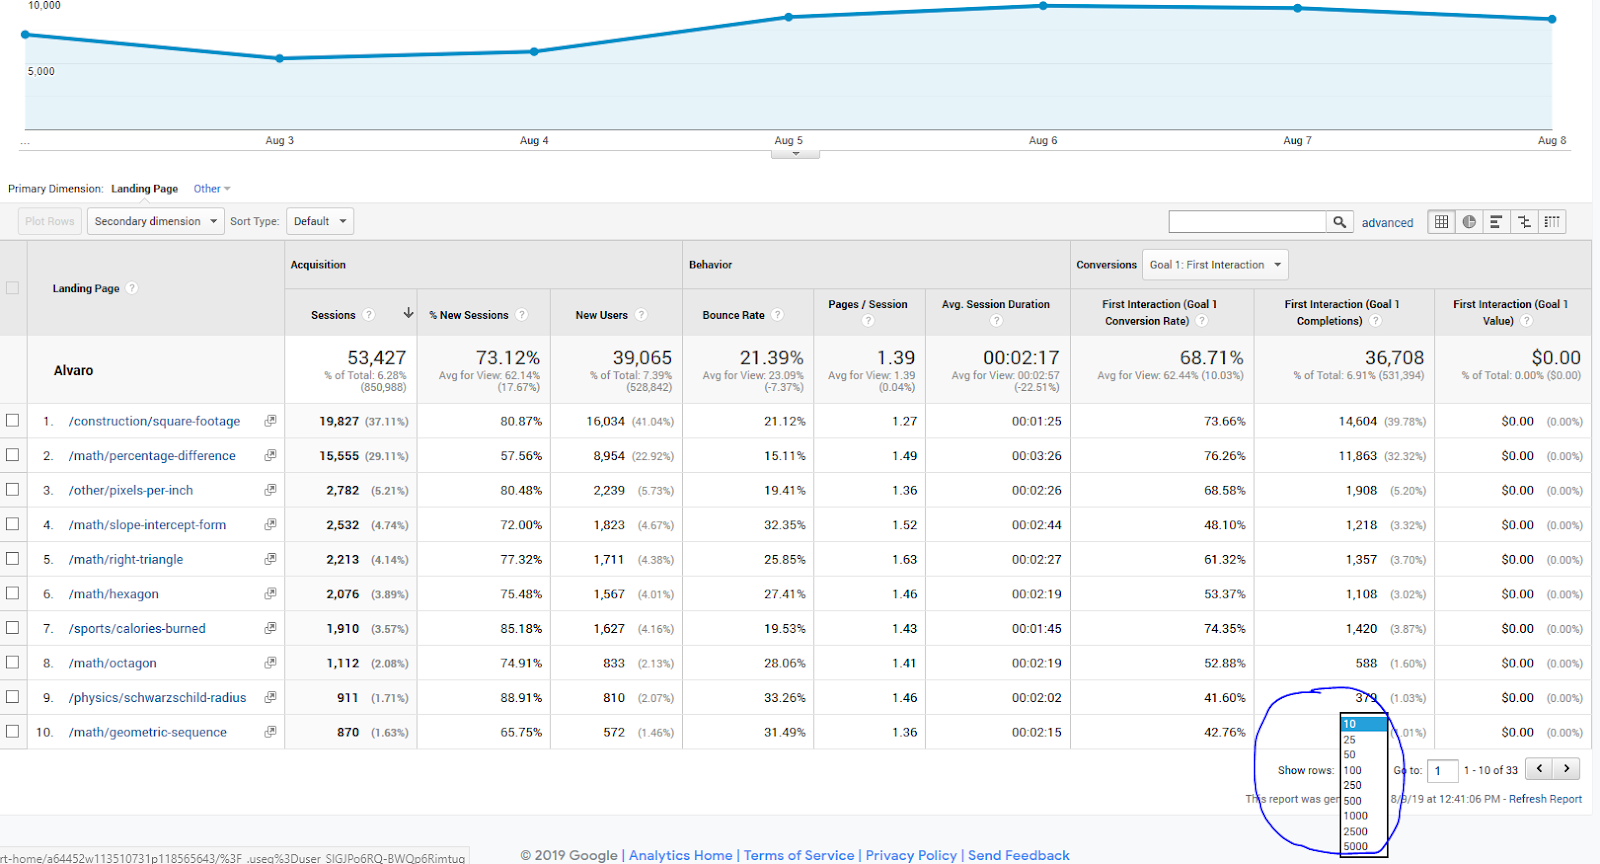 10,000
5,000
... Aug 3 Aug 4 Aug 5 Aug 6 Aug 7 Aug 8
Primary Dimension: Landing Page Other
Plot Rows Secondary dimension Sort Type: Default advanced
Acquisition Behavior Conversions Goal 1: First Interaction
Landing Page ? Sessions ? % New Sessions ? New Users ? Bounce Rate ? Pages / Session ? Avg. Session Duration ? First Interaction (Goal 1 Conversion Rate) ? First Interaction (Goal 1 Completions) ? First Interaction (Goal 1 Value) ?
Alvaro 53,427 73.12% 39,065 21.39% 1.39 00:02:17 68.71% 36,708 $0.00
% of Total: 6.28% Avg for View: 62.14% % of Total: 7.39% Avg for View: 23.09% Avg for View: 1.39 Avg for View: 00:02:57 Avg for View: 62.44% (10.03%) % of Total: 6.91% (531,394) % of Total: 0.00% ($0.00)
(850,988) (17.67%) (528,842) (-7.37%) (0.04%) (-22.51%)
1. /construction/square-footage 19,827 (37.11%) 80.87% 16,034 (41.04%) 21.12% 1.27 00:01:25 73.66% 14,604 (39.78%) $0.00 (0.00%)
2. /math/percentage-difference 15,555 (29.11%) 57.56% 8,954 (22.92%) 15.11% 1.49 00:03:26 76.26% 11,863 (32.32%) $0.00 (0.00%)
3. /other/pixels-per-inch 2,782 (5.21%) 80.48% 2,239 (5.73%) 19.41% 1.36 00:02:26 68.58% 1,908 (5.20%) $0.00 (0.00%)
4. /math/slope-intercept-form 2,532 (4.74%) 72.00% 1,823 (4.67%) 32.35% 1.52 00:02:44 48.10% 1,218 (3.32%) $0.00 (0.00%)
5. /math/right-triangle 2,213 (4.14%) 77.32% 1,711 (4.38%) 25.85% 1.63 00:02:27 61.32% 1,357 (3.70%) $0.00 (0.00%)
6. /math/hexagon 2,076 (3.89%) 75.48% 1,567 (4.01%) 27.41% 1.46 00:02:19 53.37% 1,108 (3.02%) $0.00 (0.00%)
7. /sports/calories-burned 1,910 (3.57%) 85.18% 1,627 (4.16%) 19.53% 1.43 00:01:45 74.35% 1,420 (3.87%) $0.00 (0.00%)
8. /math/octagon 1,112 (2.08%) 74.91% 833 (2.13%) 28.06% 1.41 00:02:19 52.88% 588 (1.60%) $0.00 (0.00%)
9. /physics/schwarzschild-radius 911 (1.71%) 88.91% 810 (2.07%) 33.26% 1.46 00:02:02 41.60% 379 (1.03%) $0.00 (0.00%)
10. /math/geometric-sequence 870 (1.63%) 65.75% 572 (1.46%) 31.49% 1.36 00:02:15 42.76% .01%) $0.00 (0.00%)
10
25
50
Show rows: 100 Go to: 1 1 - 10 of 33
250
This report was ger 500 8/9/19 at 12:41:06 PM - Refresh Report
1000
2500
5000
© 2019 Google | Analytics Home | Terms of Service | Privacy Policy | Send Feedback